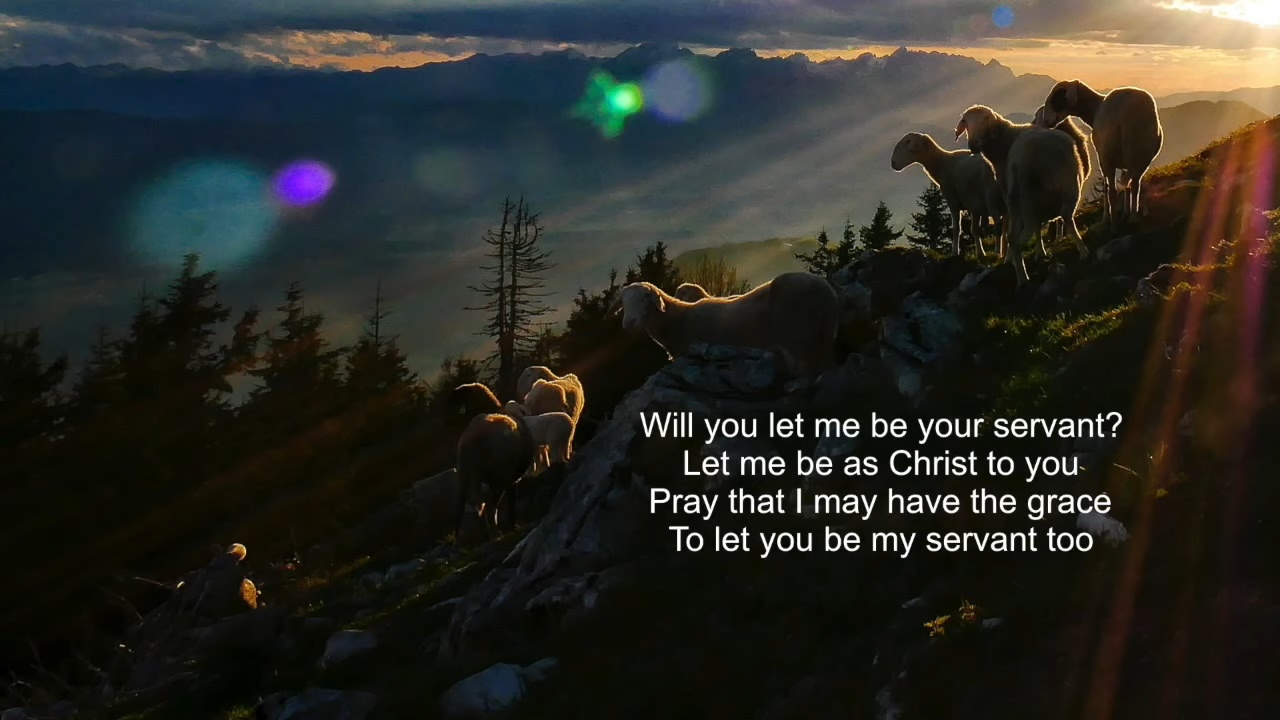 Will you let me be your servant?
Let me be as Christ to you
Pray that I may have the grace
To let you be my servant too